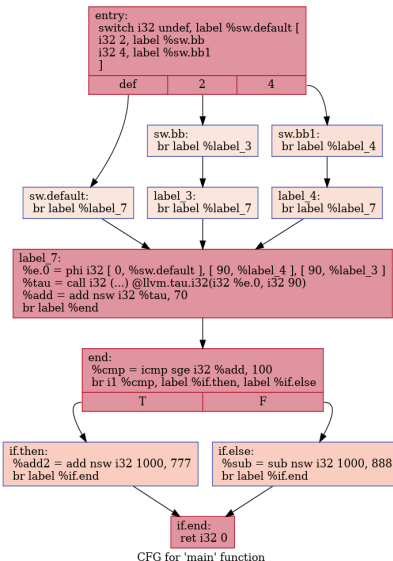 entry:
switch i32 undef, label %sw.default [
i32 2, label %sw.bb
i32 4, label %sw.bb1
]
def 2 4
sw.bb:
br label %label_3
sw.bb1:
br label %label_4
sw.default:
br label %label_7
label_3:
br label %label_7
label_4:
br label %label_7
label_7:
%e.0 = phi i32 [ 0, %sw.default ], [ 90, %label_4 ], [ 90, %label_3 ]
%tau = call i32 (...) @llvm.tau.i32(i32 %e.0, i32 90)
%add = add nsw i32 %tau, 70
br label %end
end:
%cmp = icmp sge i32 %add, 100
br i1 %cmp, label %if.then, label %if.else
T F
if.then:
%add2 = add nsw i32 1000, 777
br label %if.end
if.else:
%sub = sub nsw i32 1000, 888
br label %if.end
if.end:
ret i32 0
CFG for 'main' function